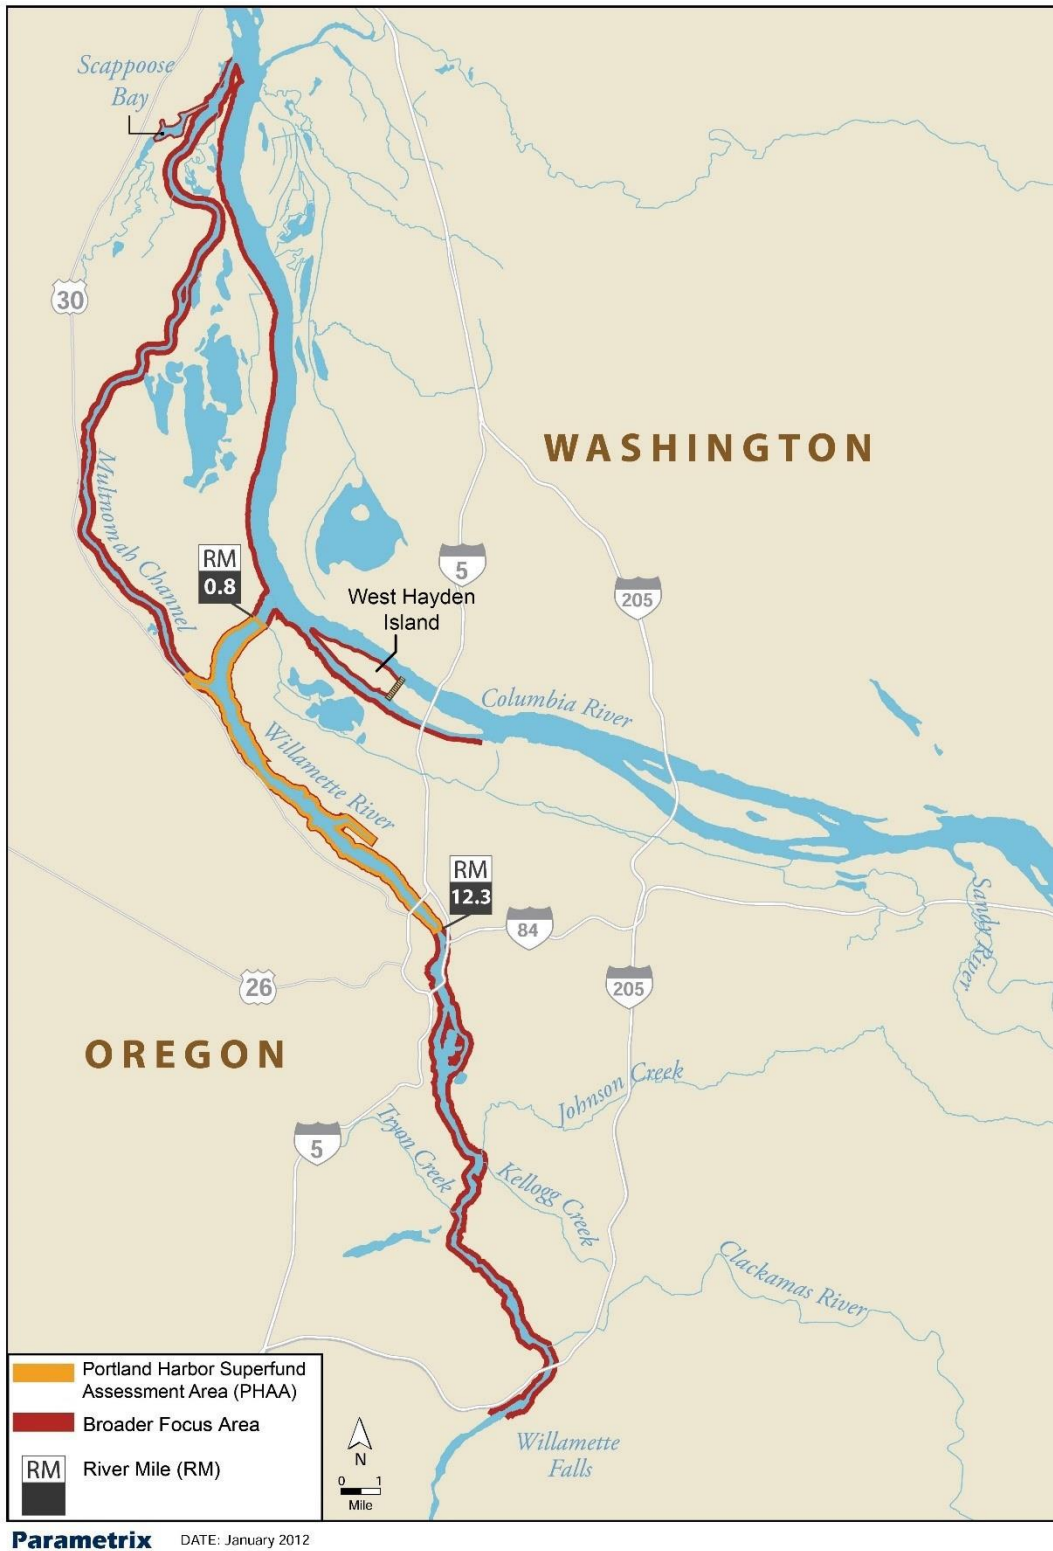 Scappoose
Bay
30
WASHINGTON
Multnomah Channel
RM
0.8
5
205
West Hayden
Island
Columbia River
Willamette River
RM
12.3
84
Sandy River
26
205
OREGON
Johnson Creek
5
Tryon Creek
Kellogg Creek
Clackamas River
Portland Harbor Superfund
Assessment Area (PHAA)
Broader Focus Area
RM
River Mile (RM)
N
0 1
Mile
Willamette
Falls
Parametrix DATE: January 2012